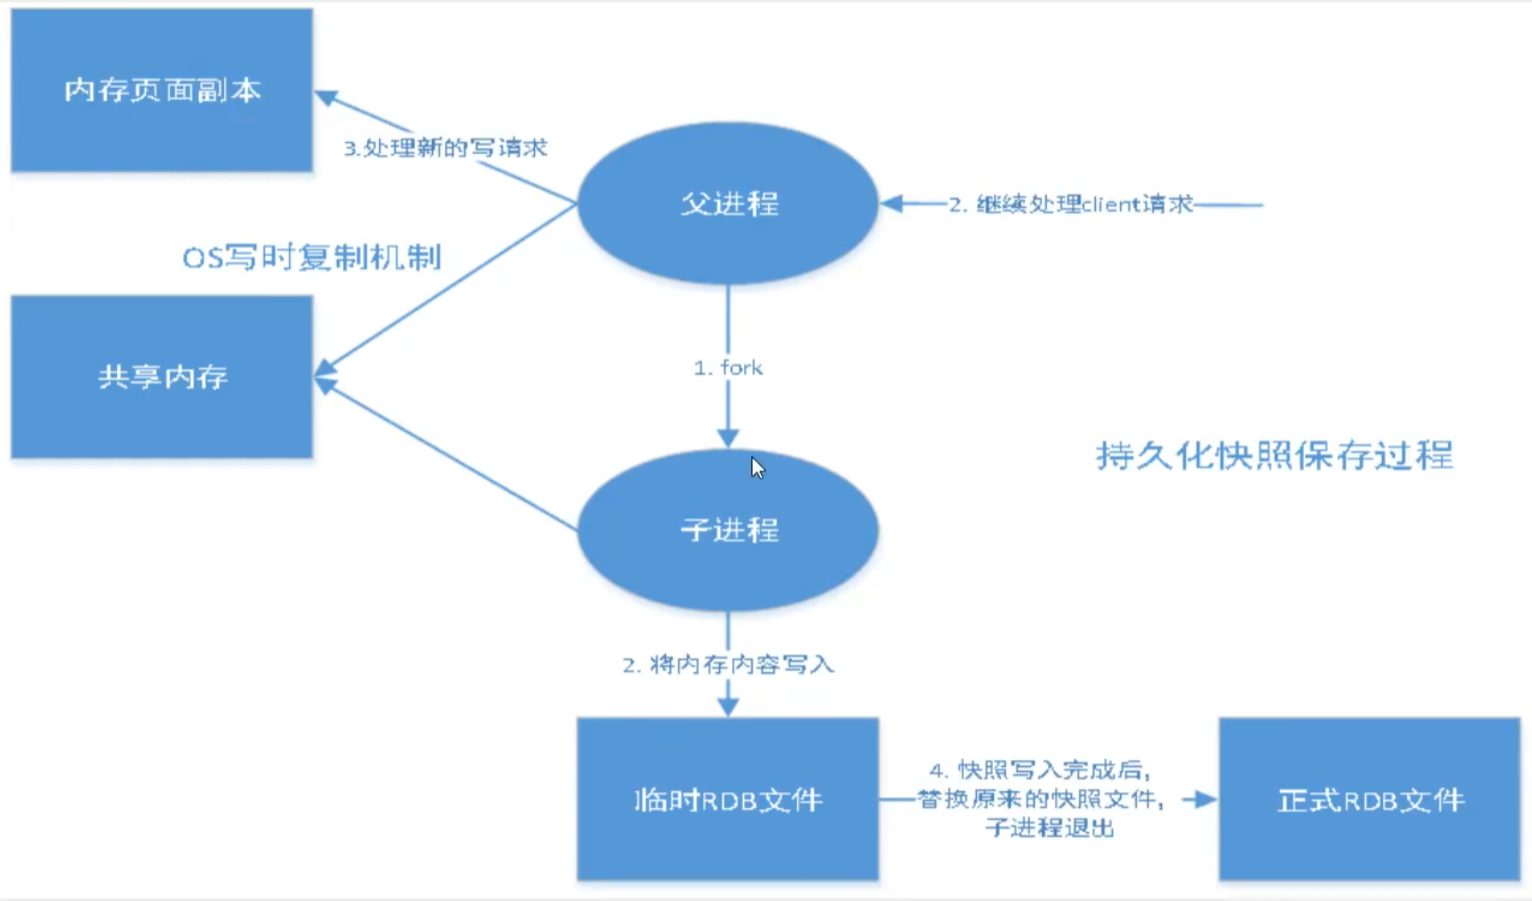 内存页面副本
3.处理新的写请求
父进程
2. 继续处理client请求
OS写时复制机制
1. fork
共享内存
持久化快照保存过程
子进程
2. 将内存内容写入
临时RDB文件
4. 快照写入完成后,
替换原来的快照文件,
子进程退出
正式RDB文件